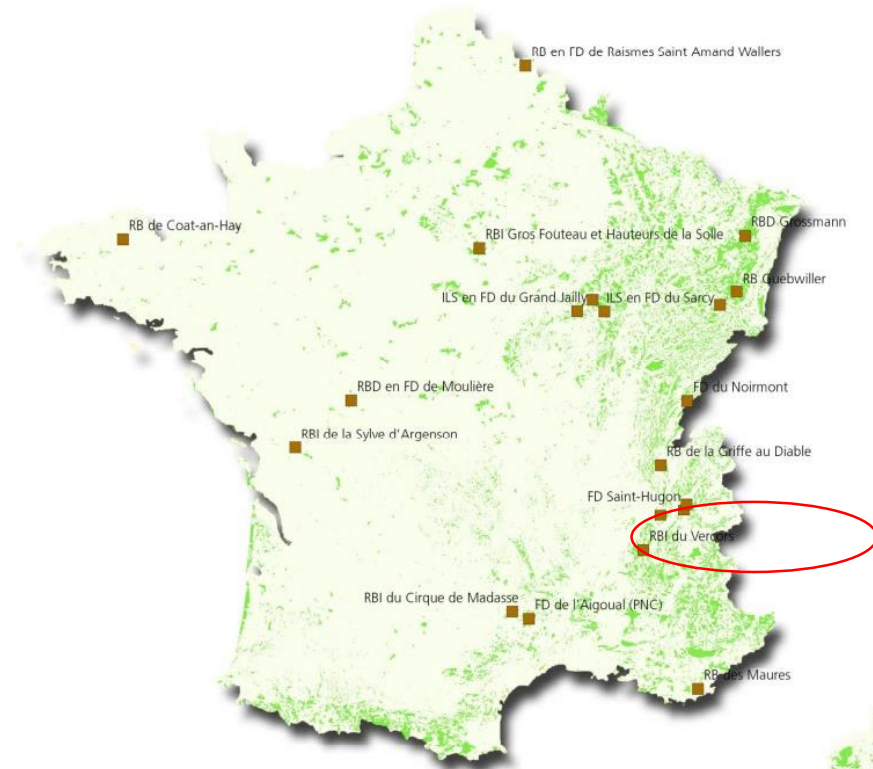 RB en FD de Raismes Saint Amand Wallers
RB de Coat-an-Hay
RBD Grossmann
RBI Gros Fouteau et Hauteurs de la Solle
RB Guebwiller
ILS en FD du Grand Jailly
ILS en FD du Sarcy
RBD en FD de Moulière
FD du Noirmont
RBI de la Sylve d'Argenson
RB de la Griffe au Diable
FD Saint-Hugon
RBI du Vercors
RBI du Cirque de Madasse
FD de l'Aigoual (PNC)
RB des Maures